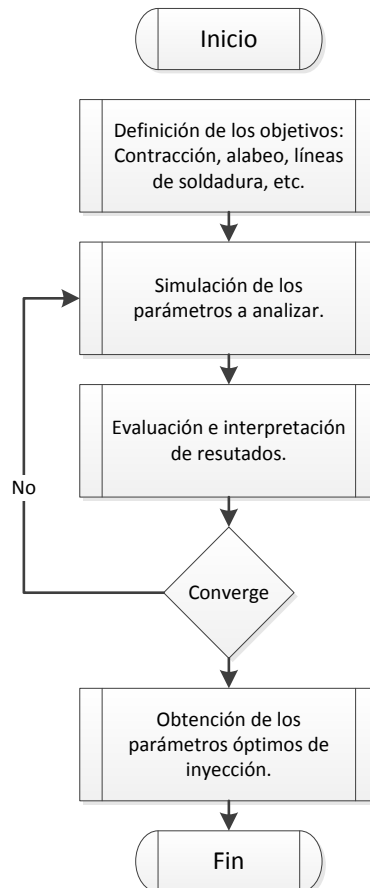 Inicio
Definición de los objetivos:
Contracción, alabeo, líneas
de soldadura, etc.
Simulación de los
parámetros a analizar.
Evaluación e interpretación
de resutados.
No
Converge
Obtención de los
parámetros óptimos de
inyección.
Fin